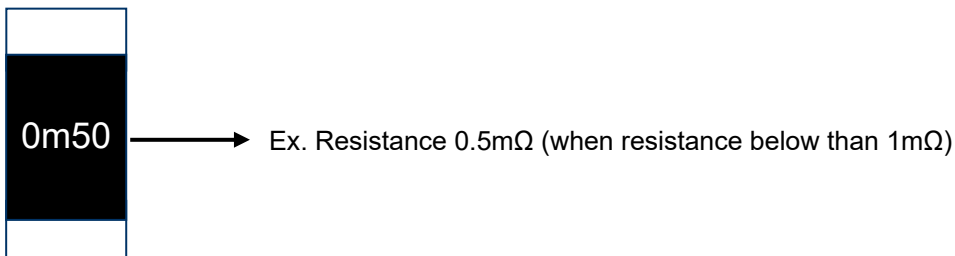 0m50
Ex. Resistance 0.5mΩ (when resistance below than 1mΩ)